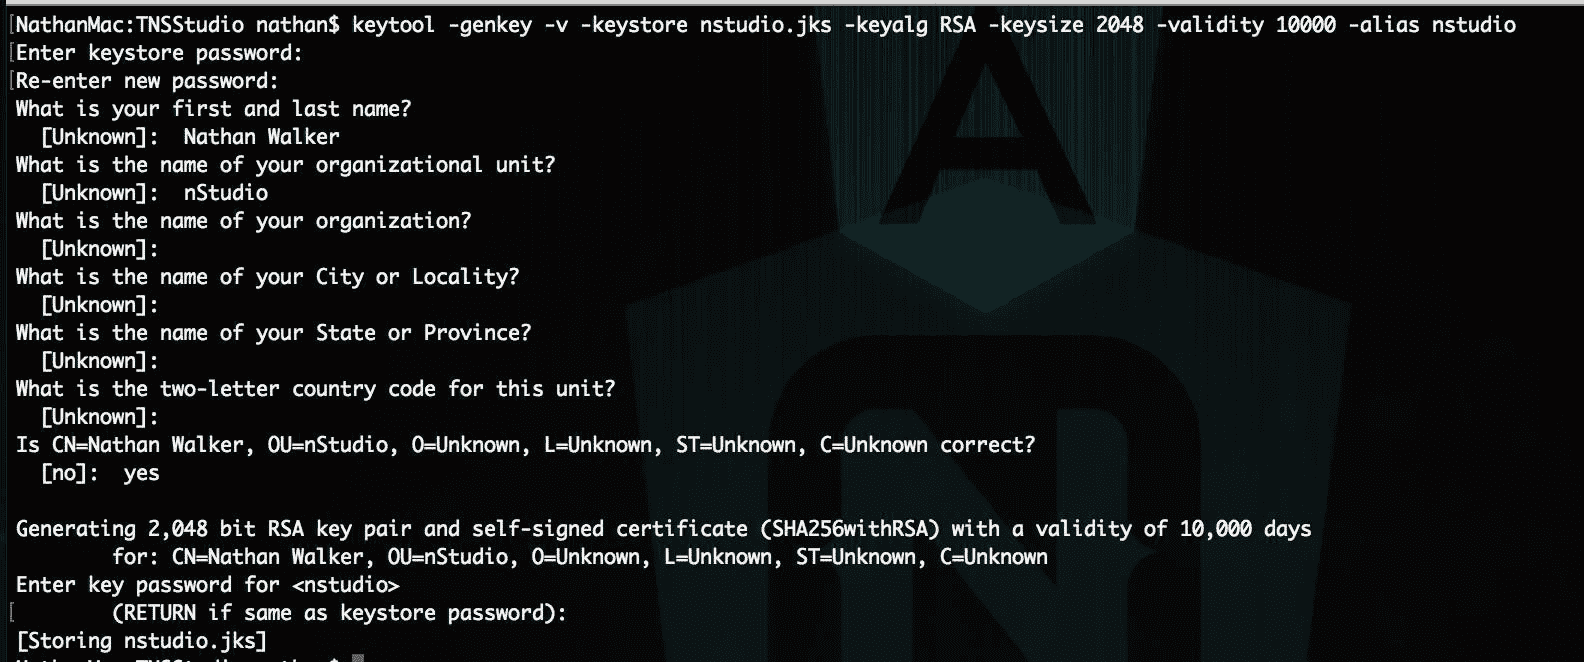 [NathanMac:TNSStudio nathan$ keytool -genkey -v -keystore nstudio.jks -keyalg RSA -keysize 2048 -validity 10000 -alias nstudio
[Enter keystore password:
[Re-enter new password:
What is your first and last name?
[Unknown]: Nathan Walker
What is the name of your organizational unit?
[Unknown]: nStudio
What is the name of your organization?
[Unknown]:
What is the name of your City or Locality?
[Unknown]:
What is the name of your State or Province?
[Unknown]:
What is the two-letter country code for this unit?
[Unknown]:
Is CN=Nathan Walker, OU=nStudio, O=Unknown, L=Unknown, ST=Unknown, C=Unknown correct?
[no]: yes
Generating 2,048 bit RSA key pair and self-signed certificate (SHA256withRSA) with a validity of 10,000 days
for: CN=Nathan Walker, OU=nStudio, O=Unknown, L=Unknown, ST=Unknown, C=Unknown
Enter key password for <nstudio>
[ (RETURN if same as keystore password):
[Storing nstudio.jks]
NathanMac:TNSStudio nathan$
A
N